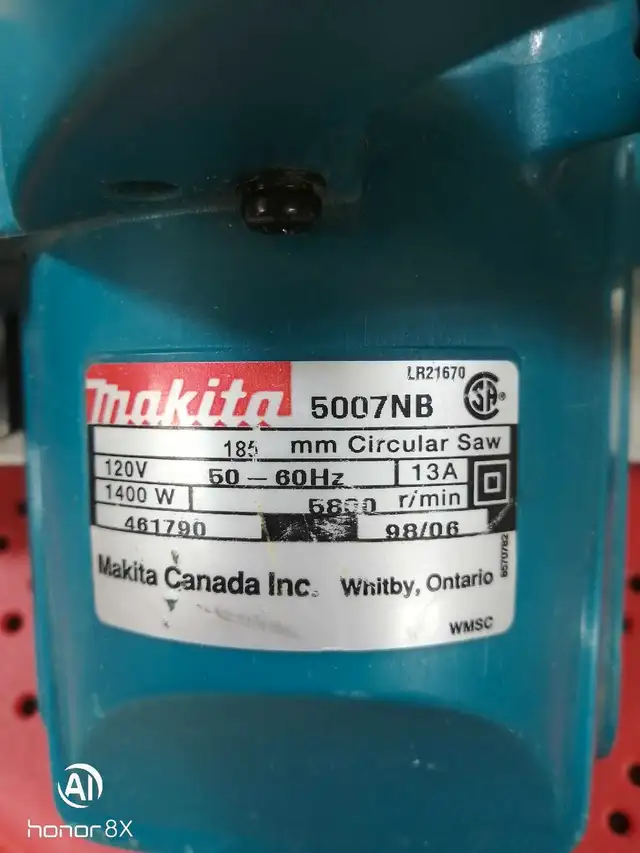 LR21670
makita 5007NB SA®
185 mm Circular Saw
120V 50 – 60Hz 13A
1400 W 5800 r/min
461790 98/06
Makita Canada Inc. Whitby, Ontario
WMSC
AI
honor 8X